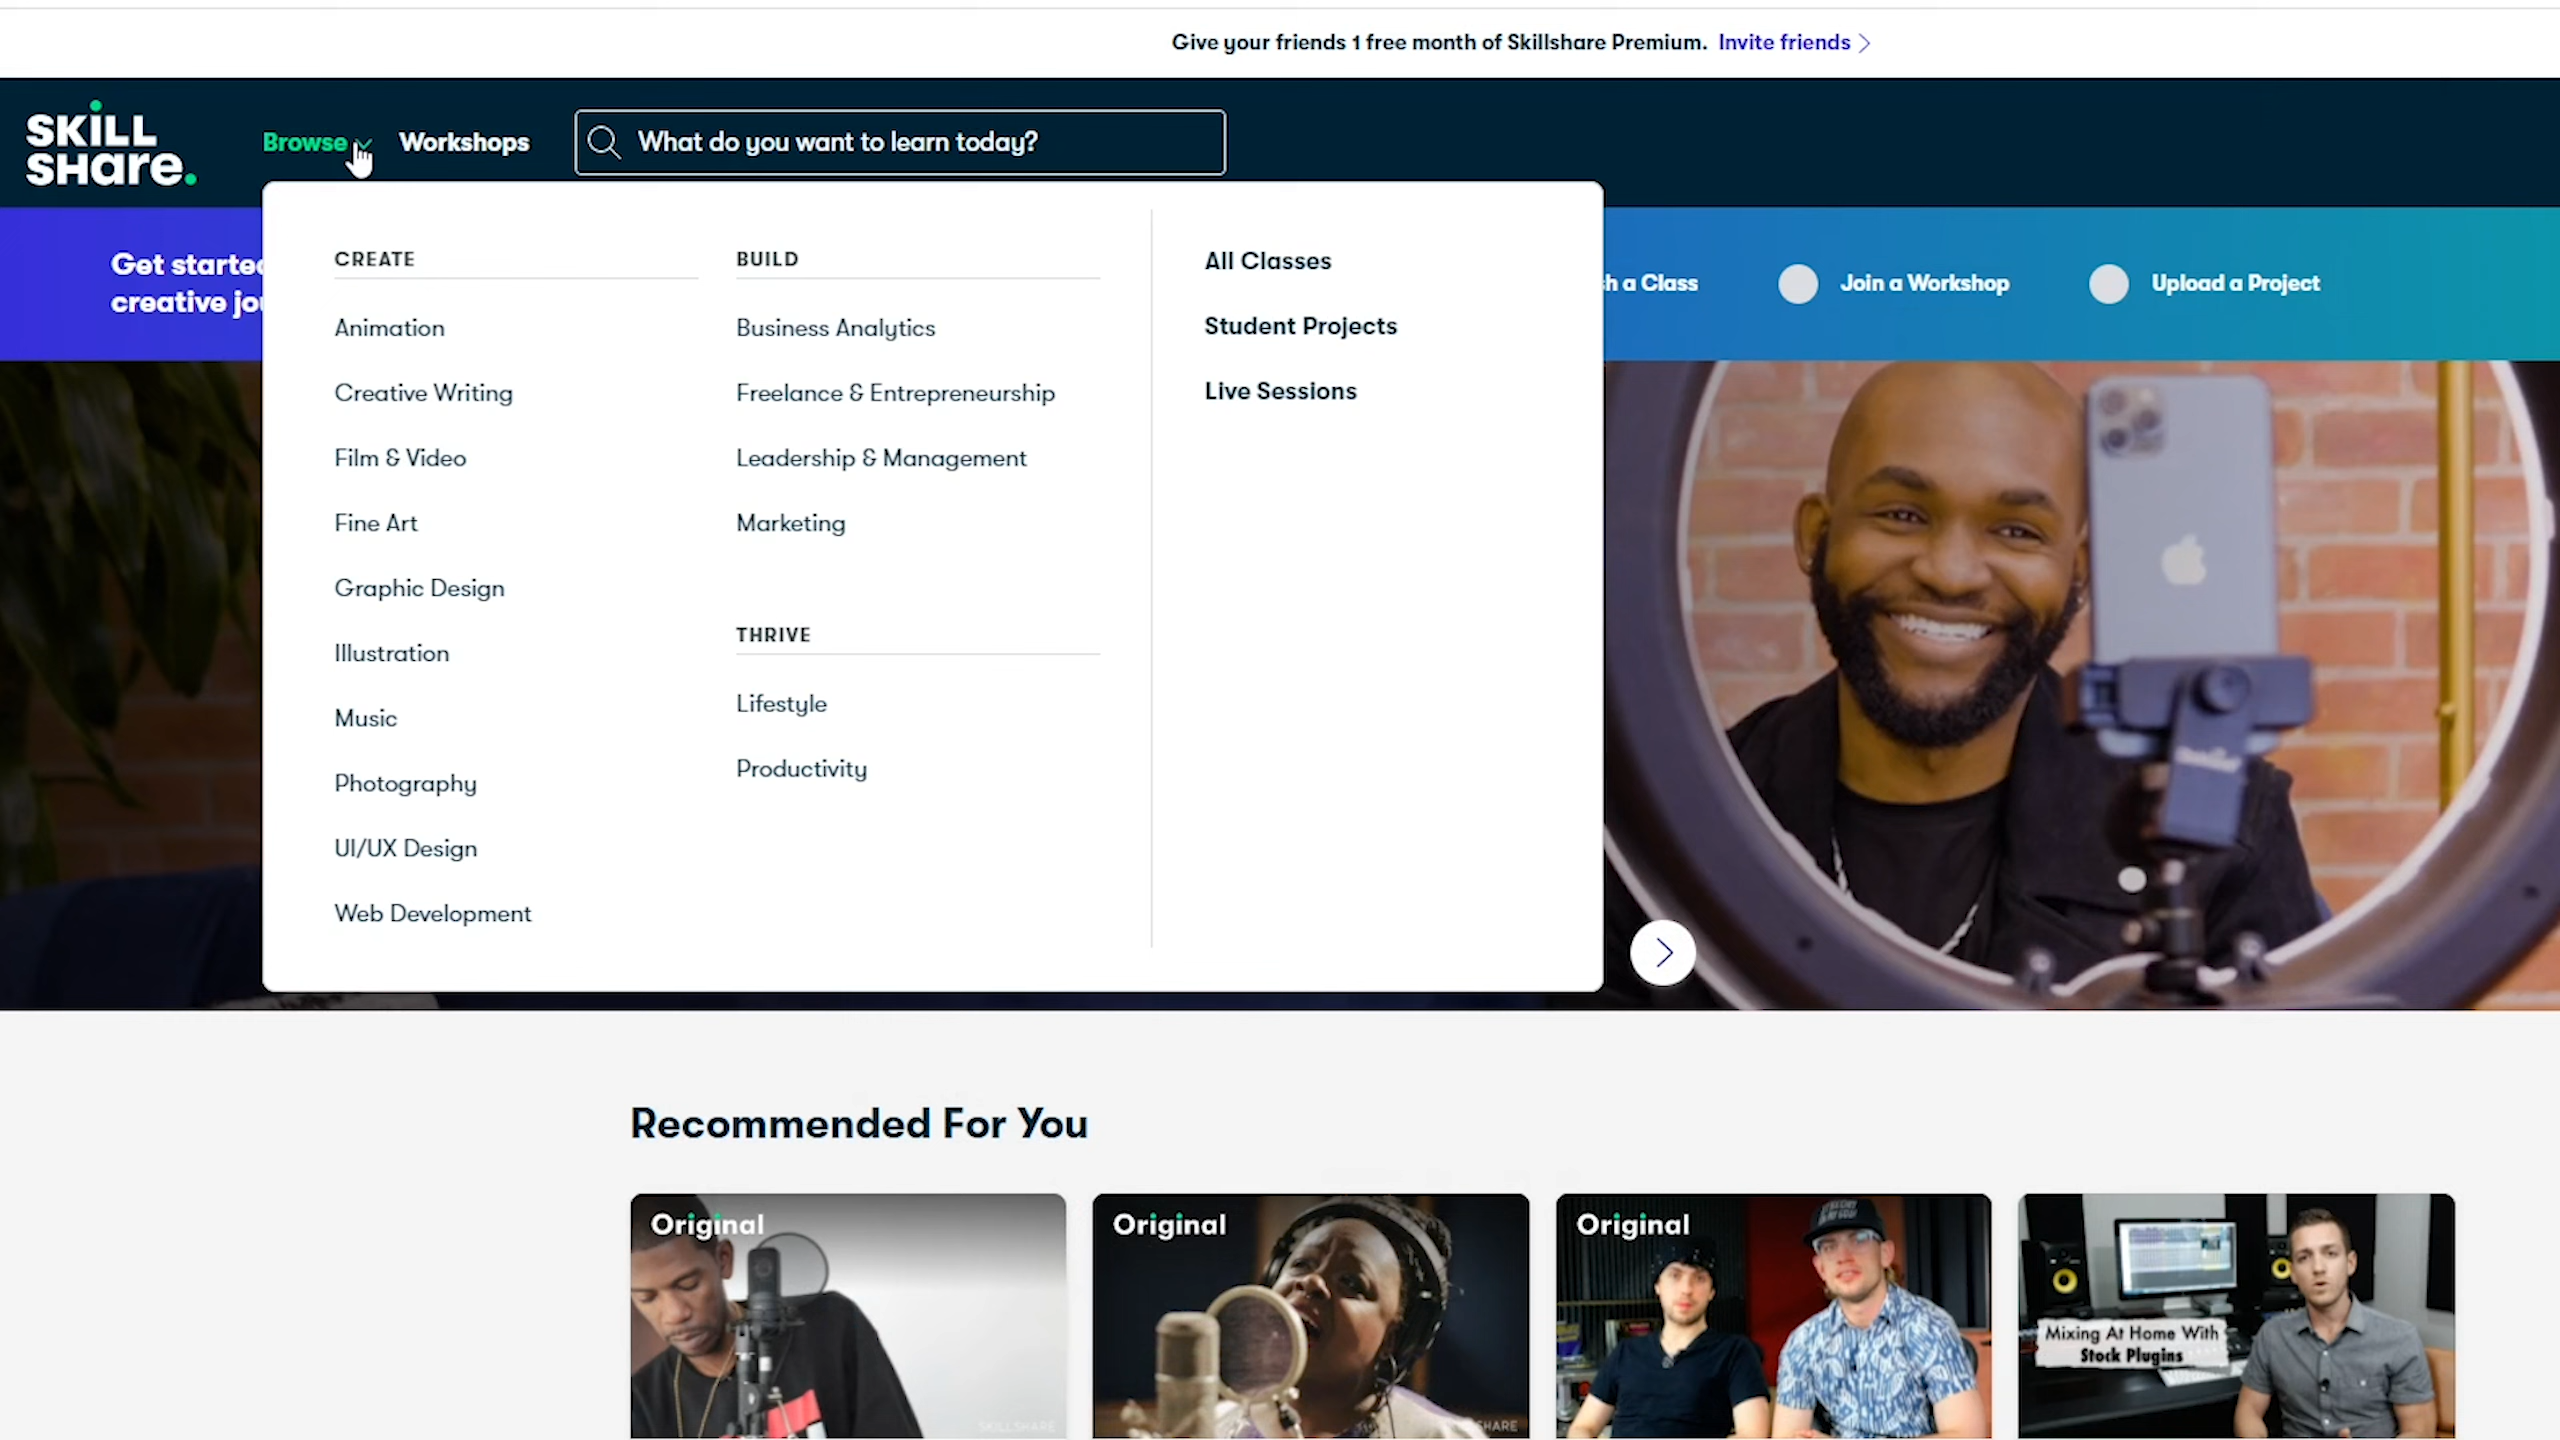 Give your friends 1 free month of Skillshare Premium. Invite friends
SKILL
SHare.
Browse
Workshops
What do you want to learn today?
Get started
creative jo
CREATE
Animation
Creative Writing
Film & Video
Fine Art
Graphic Design
Illustration
Music
Photography
UI/UX Design
Web Development
BUILD
Business Analytics
Freelance & Entrepreneurship
Leadership & Management
Marketing
THRIVE
Lifestyle
Productivity
All Classes
Student Projects
Live Sessions
h a Class
Join a Workshop
Upload a Project
Recommended For You
Original
SKILLSHARE
Original
HARE
Original
Mixing At Home With
Stock Plugins